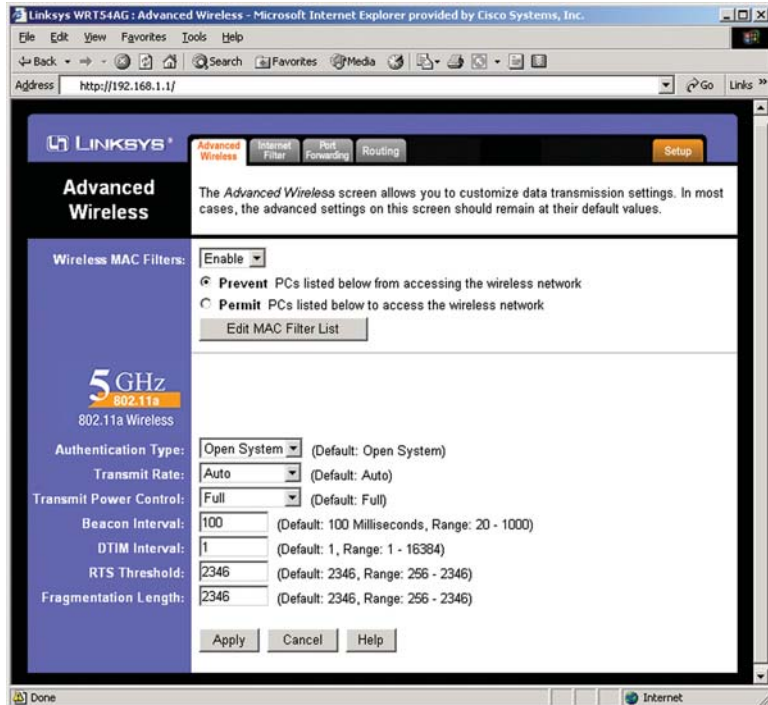 Linksys WRT54AG : Advanced Wireless - Microsoft Internet Explorer provided by Cisco Systems, Inc.
File Edit View Favorites Tools Help
Back Search Favorites Media
Address http://192.168.1.1/ Go Links »
LINKSYS®
Advanced Wireless Internet Filter Port Forwarding Routing Setup
Advanced Wireless
The Advanced Wireless screen allows you to customize data transmission settings. In most
cases, the advanced settings on this screen should remain at their default values.
Wireless MAC Filters: Enable
Prevent PCs listed below from accessing the wireless network
Permit PCs listed below to access the wireless network
Edit MAC Filter List
5 GHz
802.11a
802.11a Wireless
Authentication Type: Open System (Default: Open System)
Transmit Rate: Auto (Default: Auto)
Transmit Power Control: Full (Default: Full)
Beacon Interval: 100 (Default: 100 Milliseconds, Range: 20 - 1000)
DTIM Interval: 1 (Default: 1, Range: 1 - 16384)
RTS Threshold: 2346 (Default: 2346, Range: 256 - 2346)
Fragmentation Length: 2346 (Default: 2346, Range: 256 - 2346)
Apply Cancel Help
Done Internet